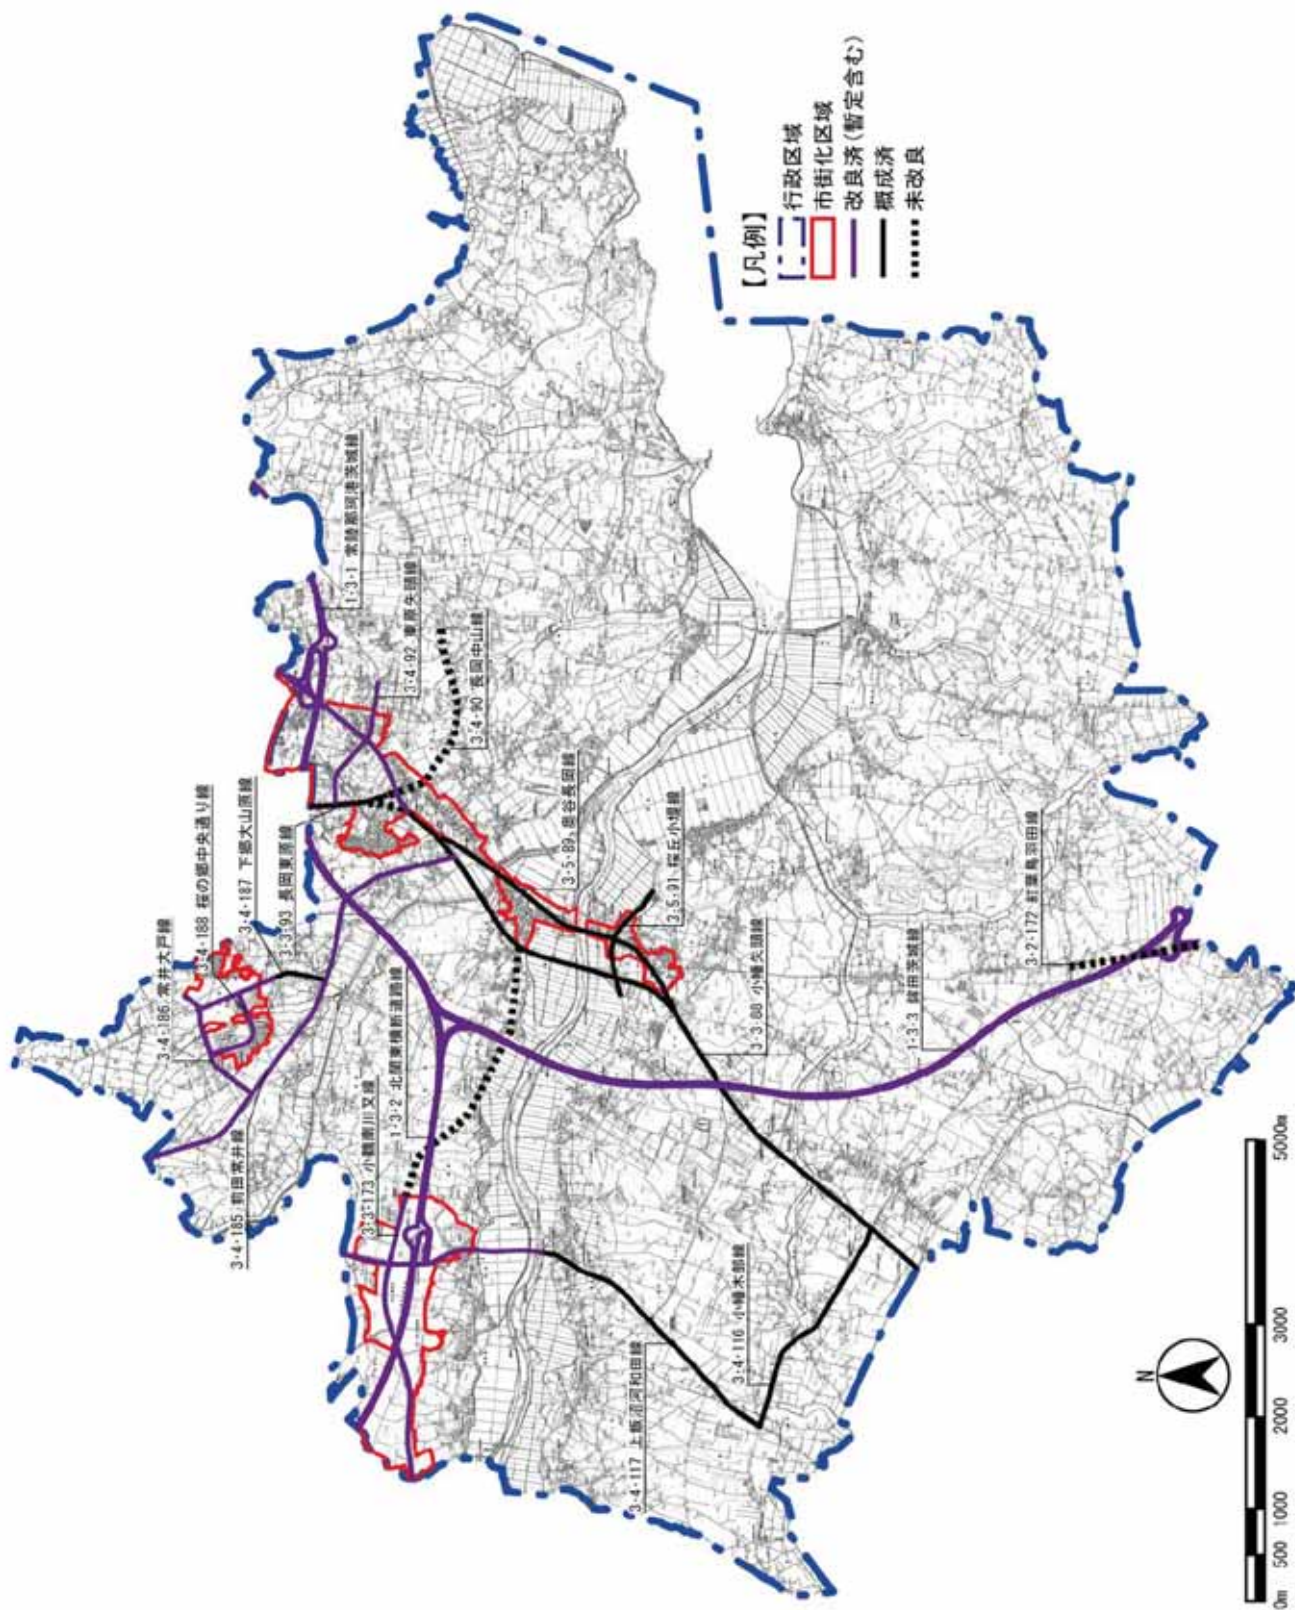 3・4・186 常井大戸線
3・4・188 桜の郷中央通り線
3・4・187 下郷大山原線
3・3・93 長岡東原線
1・3・1 常陸那珂港茨城線
3・4・92 東原矢頭線
3・4・90 長岡中山線
3・4・185 前田常井線
3・3・173 小鶴南川又線
1・3・2 北関東横断道路線
3・5・89 奥谷長岡線
3・5・91 桜丘小堤線
3・3・88 小幡矢頭線
1・3・3 鉾田茨城線
3・2・172 紅葉鳥羽田線
3・4・117 上飯沼河和田線
3・4・116 小幡木部線
【凡例】
行政区域
市街化区域
改良済(暫定含む)
概成済
未改良
N
0m 500 1000 2000 3000 5000m